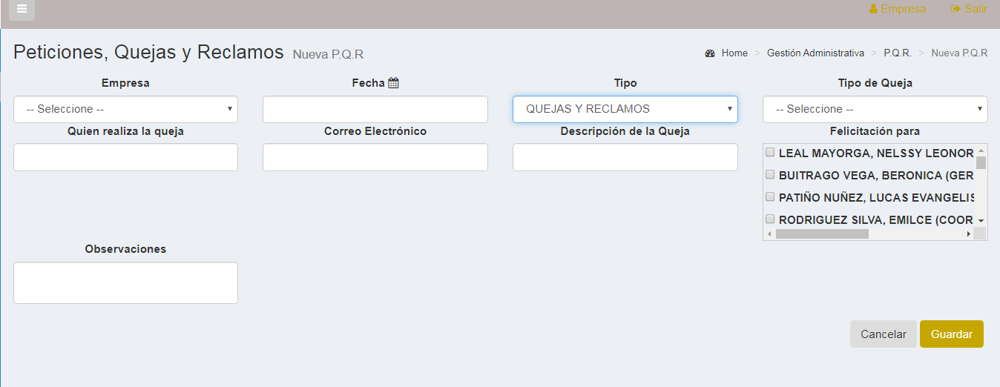 Empresa Salir
Peticiones, Quejas y Reclamos Nueva P.Q.R
Home > Gestión Administrativa > P.Q.R. > Nueva P.Q.R
Empresa Fecha Tipo Tipo de Queja
-- Seleccione -- QUEJAS Y RECLAMOS -- Seleccione --
Quien realiza la queja Correo Electrónico Descripción de la Queja Felicitación para
LEAL MAYORGA, NELSSY LEONOR
BUITRAGO VEGA, BERONICA (GER
PATIÑO NUÑEZ, LUCAS EVANGELIS
RODRIGUEZ SILVA, EMILCE (COOR
Observaciones
Cancelar Guardar